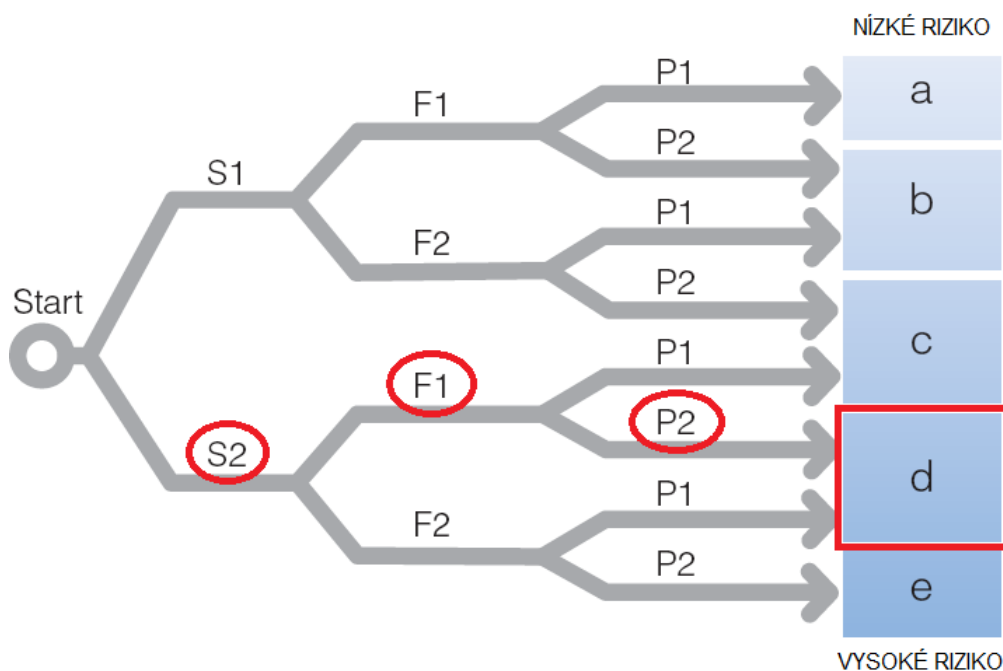 NÍZKÉ RIZIKO
P1
a
F1
P2
S1
b
P1
F2
P2
Start
c
P1
F1
P2
S2
d
P1
F2
P2
e
VYSOKÉ RIZIKO